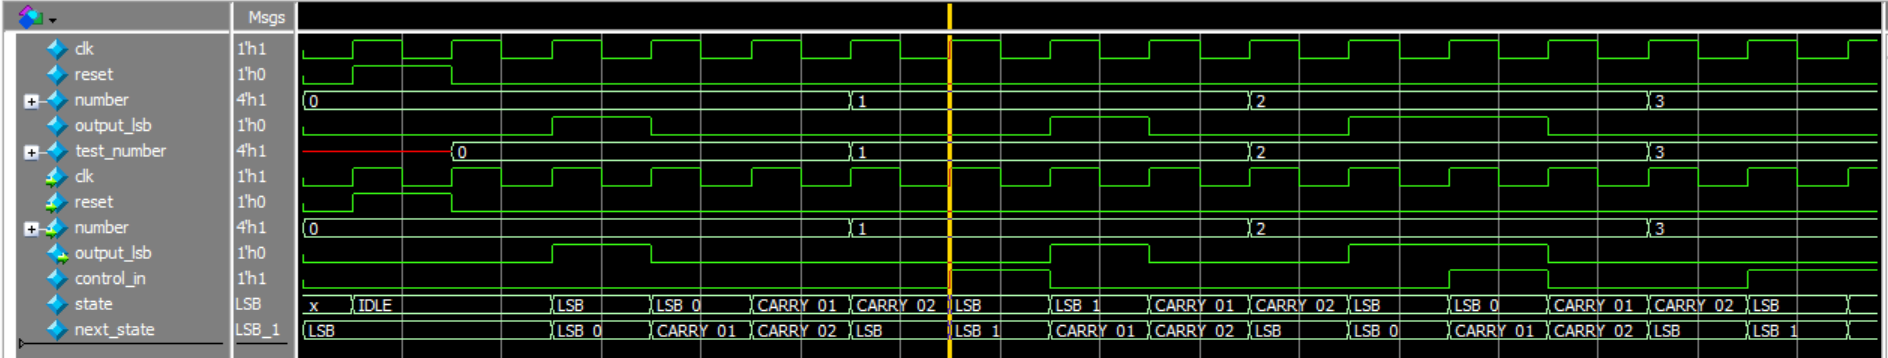 Msgs
clk 1'h1
reset 1'h0
number 4'h1 0 1 2 3
output_lsb 1'h0
test_number 4'h1 0 1 2 3
clk 1'h1
reset 1'h0
number 4'h1 0 1 2 3
output_lsb 1'h0
control_in 1'h1
state LSB x IDLE LSB LSB_0 CARRY_01 CARRY_02 LSB LSB_1 CARRY_01 CARRY_02 LSB LSB_0 CARRY_01 CARRY_02 LSB
next_state LSB_1 LSB LSB_0 CARRY_01 CARRY_02 LSB LSB_1 CARRY_01 CARRY_02 LSB LSB_0 CARRY_01 CARRY_02 LSB LSB_1